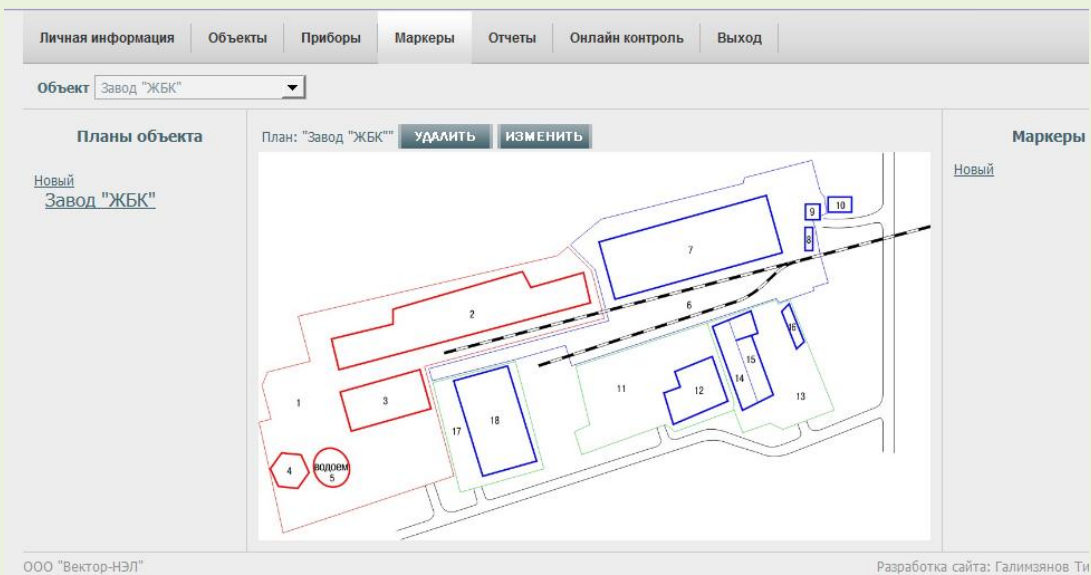 Личная информация Объекты Приборы Маркеры Отчеты Онлайн контроль Выход
Объект Завод "ЖБК"
Планы объекта
Новый
Завод "ЖБК"
План: "Завод "ЖБК"" УДАЛИТЬ ИЗМЕНИТЬ
Маркеры
Новый
10
9
8
7
6
2
16
15
14
11
12
13
1
3
18
17
4
водоем
5
ООО "Вектор-НЭЛ" Разработка сайта: Галимзянов Ти